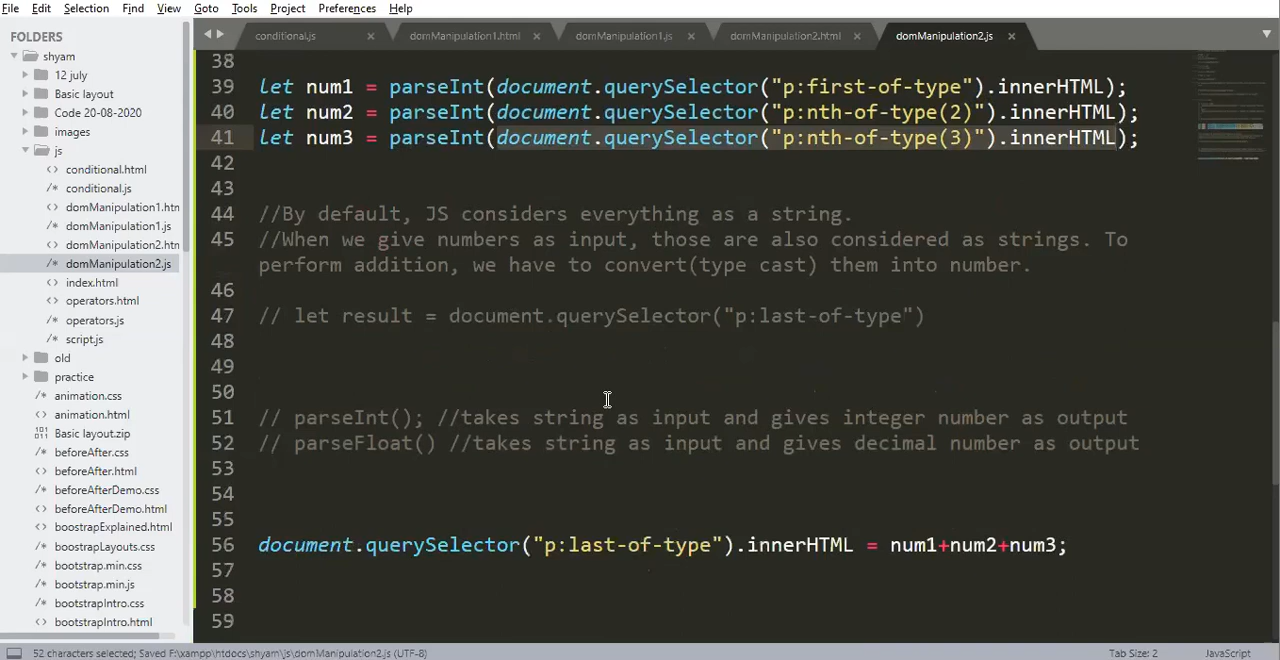 File Edit Selection Find View Goto Tools Project Preferences Help
FOLDERS
shyam
12 july
Basic layout
Code 20-08-2020
images
js
conditional.html
conditional.js
domManipulation1.htn
domManipulation1.js
domManipulation2.htn
domManipulation2.js
index.html
operators.html
operators.js
script.js
old
practice
animation.css
animation.html
Basic layout.zip
beforeAfter.css
beforeAfter.html
beforeAfterDemo.css
beforeAfterDemo.html
boostrapExplained.html
boostrapLayouts.css
bootstrap.min.css
bootstrap.min.js
bootstrapIntro.css
bootstrapIntro.html
conditional.js domManipulation1.html domManipulation1.js domManipulation2.html domManipulation2.js
38
39 let num1 = parseInt(document.querySelector("p:first-of-type").innerHTML);
40 let num2 = parseInt(document.querySelector("p:nth-of-type(2)").innerHTML);
41 let num3 = parseInt(document.querySelector("p:nth-of-type(3)").innerHTML);
42
43
44 //By default, JS considers everything as a string.
45 //When we give numbers as input, those are also considered as strings. To
perform addition, we have to convert(type cast) them into number.
46
47 // let result = document.querySelector("p:last-of-type")
48
49
50
51 // parseInt(); //takes string as input and gives integer number as output
52 // parseFloat() //takes string as input and gives decimal number as output
53
54
55
56 document.querySelector("p:last-of-type").innerHTML = num1+num2+num3;
57
58
59
52 characters selected; Saved F:\xampp\htdocs\shyam\js\domManipulation2.js (UTF-8) Tab Size: 2 JavaScript